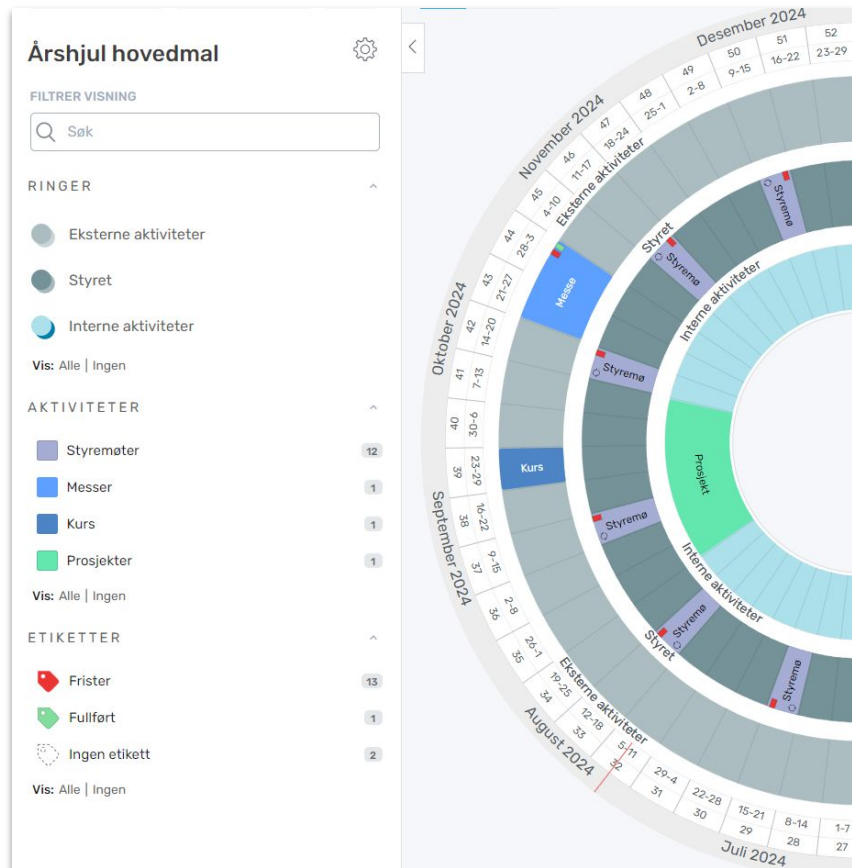 Årshjul hovedmal
FILTRER VISNING
Søk
RINGER
Eksterne aktiviteter
Styret
Interne aktiviteter
Vis: Alle | Ingen
AKTIVITETER
Styremøter 12
Messer 1
Kurs 1
Prosjekter 1
Vis: Alle | Ingen
ETIKETTER
Frister 13
Fullført 1
Ingen etikett 2
Vis: Alle | Ingen
Desember 2024
52
23-29
51
16-22
50
9-15
49
2-8
November 2024
48
25-1
47
18-24
46
11-17
45
4-10
44
28-3
Oktober 2024
43
21-27
42
14-20
41
7-13
40
30-6
September 2024
39
23-29
38
16-22
37
9-15
36
2-8
35
26-1
August 2024
34
19-25
33
12-18
32
5-11
31
29-4
Juli 2024
30
22-28
29
15-21
28
8-14
27
1-7
Eksterne aktiviteter
Messe
Kurs
Eksterne aktiviteter
Styret
Styremø
Styremø
Styremø
Styremø
Styremø
Styremø
Styret
Interne aktiviteter
Prosjekt
Interne aktiviteter